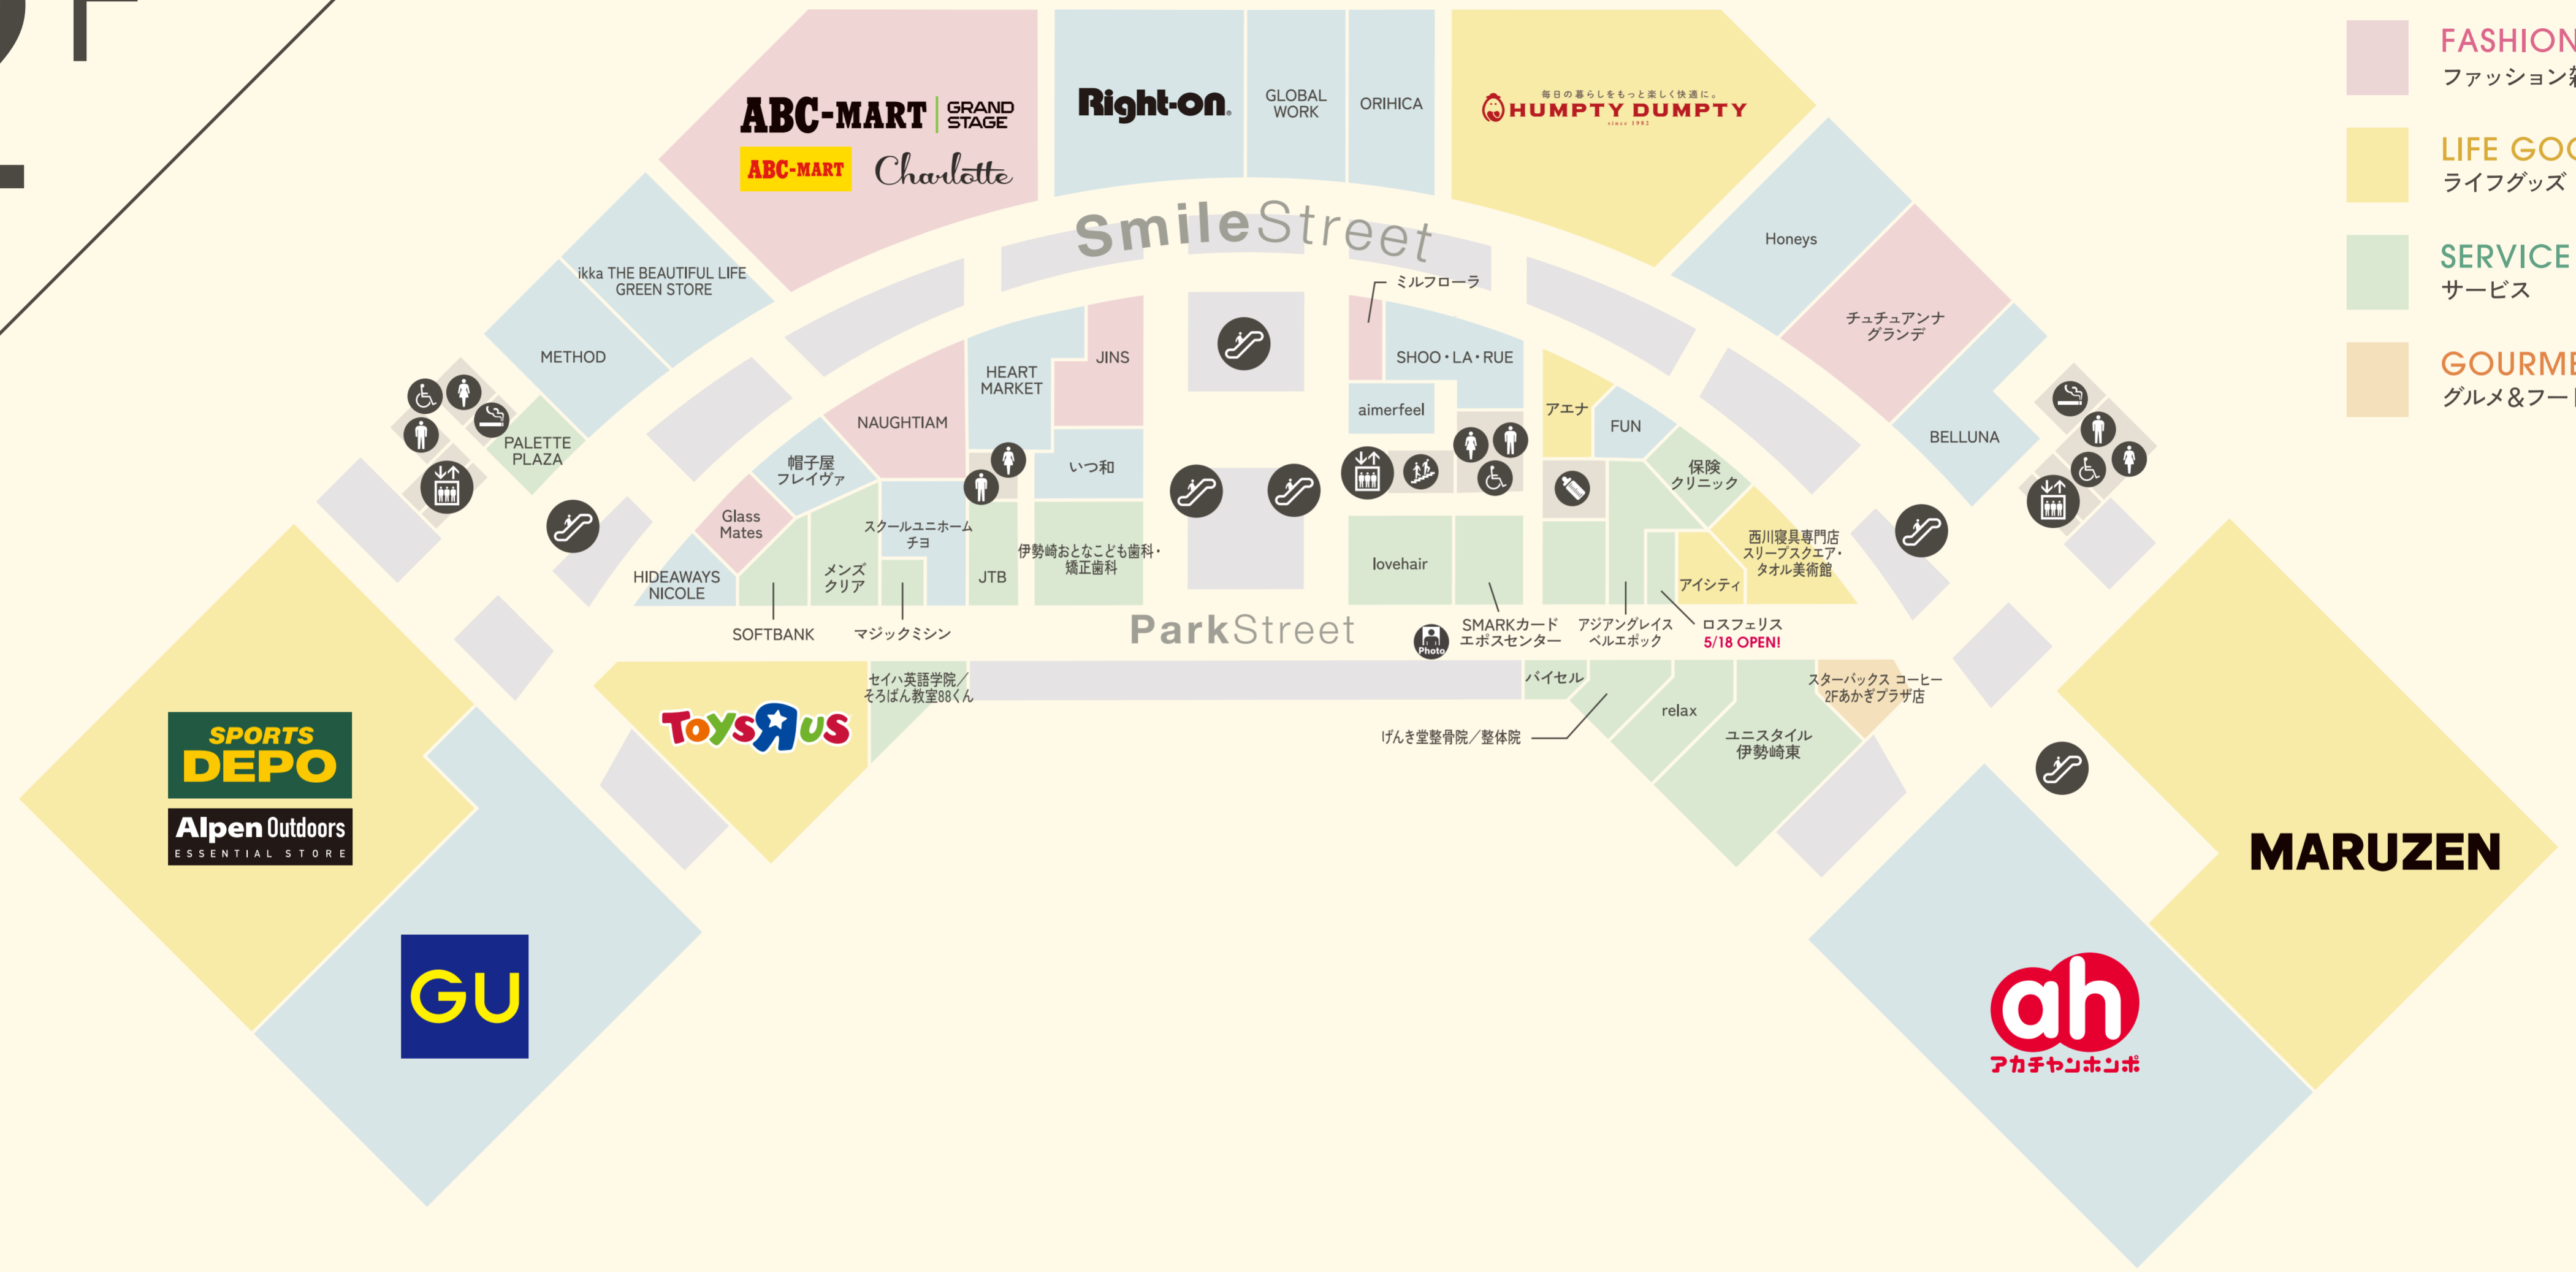 ABC-MART GRAND STAGE
ABC-MART Charlotte
Right-on
GLOBAL
WORK
ORIHICA
毎日の暮らしをもっと楽しく快適に。
HUMPTY DUMPTY
since 1982
FASHION
ファッション
LIFE
ライフグッズ
SERVICE
サービス
グルメ&フー
SmileStreet
ikka THE BEAUTIFUL LIFE
GREEN STORE
METHOD
PALETTE
PLAZA
Honeys
チュチュアンナ
グランデ
BELLUNA
ミルフローラ
SHOO・LA・RUE
aimerfeel
JINS
HEART
MARKET
NAUGHTIAM
いつ和
帽子屋
フレイヴァ
Glass
Mates
HIDEAWAYS
NICOLE
SOFTBANK
メンズ
クリア
スクールユニホーム
チヨ
マジックミシン
JTB
伊勢崎おとなこども歯科・
矯正歯科
アエナ
FUN
保険
クリニック
西川寝具専門店
スリープスクエア・
タオル美術館
アイシティ
lovehair
SMARKカード
エポスセンター
アジアングレイス
ベルエポック
ロスフェリス
5/18 OPEN!
ParkStreet
Photo
TOYSRUS
セイハ英語学院／
そろばん教室88くん
バイセル
げんき堂整骨院／整体院
relax
ユニスタイル
伊勢崎東
スターバックス コーヒー
2Fあかぎプラザ店
SPORTS
DEPO
Alpen Outdoors
ESSENTIAL STORE
GU
MARUZEN
ah
アカチャンホンポ